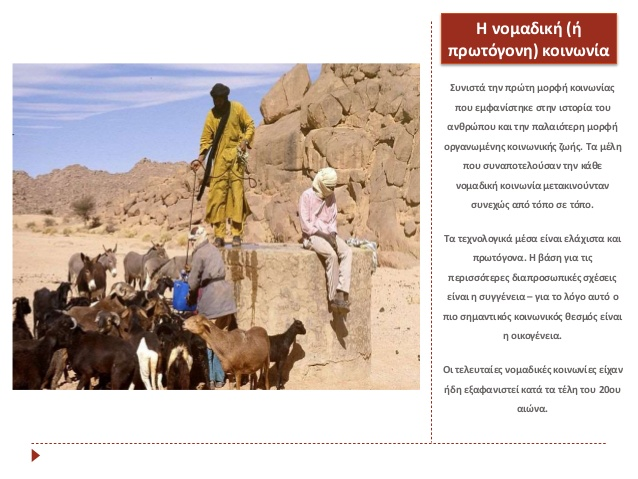 Η νομαδική (ή
πρωτόγονη) κοινωνία
Συνιστά την πρώτη μορφή κοινωνίας
που εμφανίστηκε στην ιστορία του
ανθρώπου και την παλαιότερη μορφή
οργανωμένης κοινωνικής ζωής. Τα μέλη
που συναποτελούσαν την κάθε
νομαδική κοινωνία μετακινούνταν
συνεχώς από τόπο σε τόπο.
Τα τεχνολογικά μέσα είναι ελάχιστα και
πρωτόγονα. Η βάση για τις
περισσότερες διαπροσωπικές σχέσεις
είναι η συγγένεια – για το λόγο αυτό ο
πιο σημαντικός κοινωνικός θεσμός είναι
η οικογένεια.
Οι τελευταίες νομαδικές κοινωνίες είχαν
ήδη εξαφανιστεί κατά τα τέλη του 20ου
αιώνα.